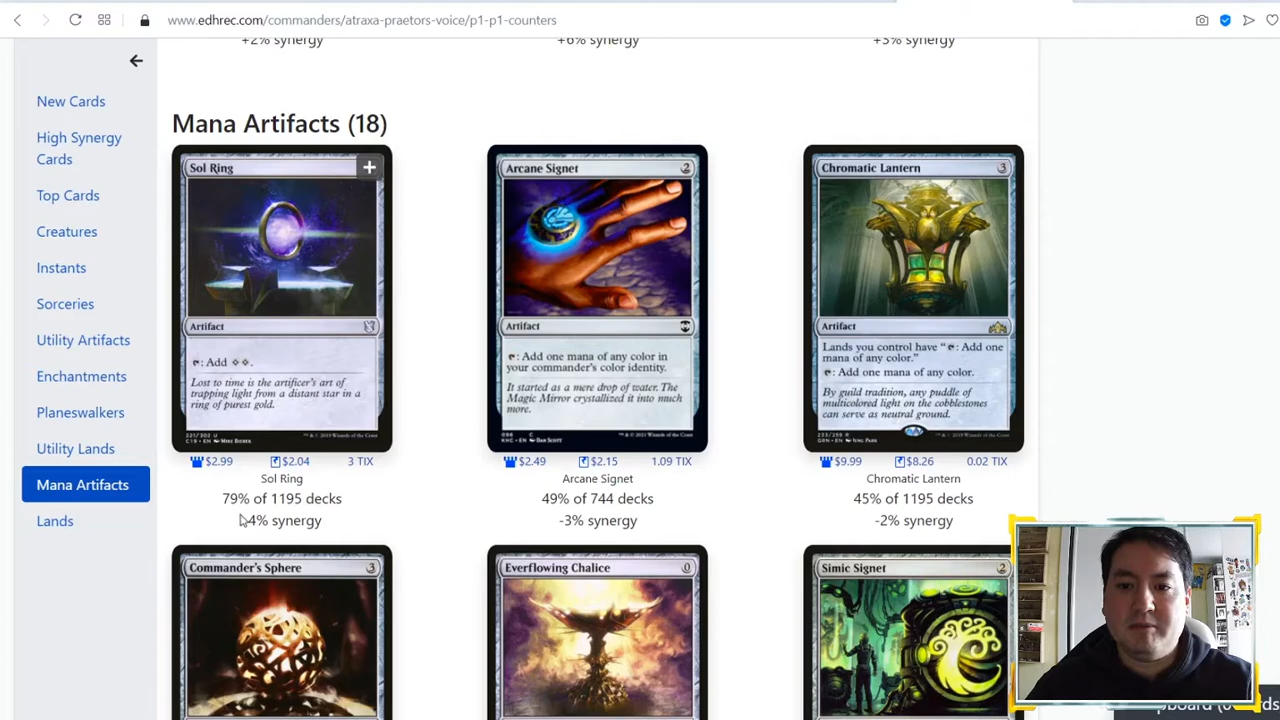 www.edhrec.com/commanders/atraxa-praetors-voice/p1-p1-counters
+2% synergy
+6% synergy
+3% synergy
New Cards
High Synergy
Cards
Top Cards
Creatures
Instants
Sorceries
Utility Artifacts
Enchantments
Planeswalkers
Utility Lands
Mana Artifacts
Lands
Mana Artifacts (18)
Sol Ring
Artifact
: Add
Lost to time is the artificer's art of
trapping light from a distant star in a
ring of purest gold.
$2.99 $2.04 3 TIX
Sol Ring
79% of 1195 decks
4% synergy
Arcane Signet 2
Artifact
: Add one mana of any color in
your commander's color identity.
It started as a mere drop of water. The
Magic Mirror crystallized it into much
more.
$2.49 $2.15 1.09 TIX
Arcane Signet
49% of 744 decks
-3% synergy
Chromatic Lantern 3
Artifact
Lands you control have “: Add one
mana of any color.”
: Add one mana of any color.
By guild tradition, any puddle of
multicolored light on the cobblestones
can serve as neutral ground.
$9.99 $8.26 0.02 TIX
Chromatic Lantern
45% of 1195 decks
-2% synergy
Commander's Sphere 3
Everflowing Chalice 0
Simic Signet 2